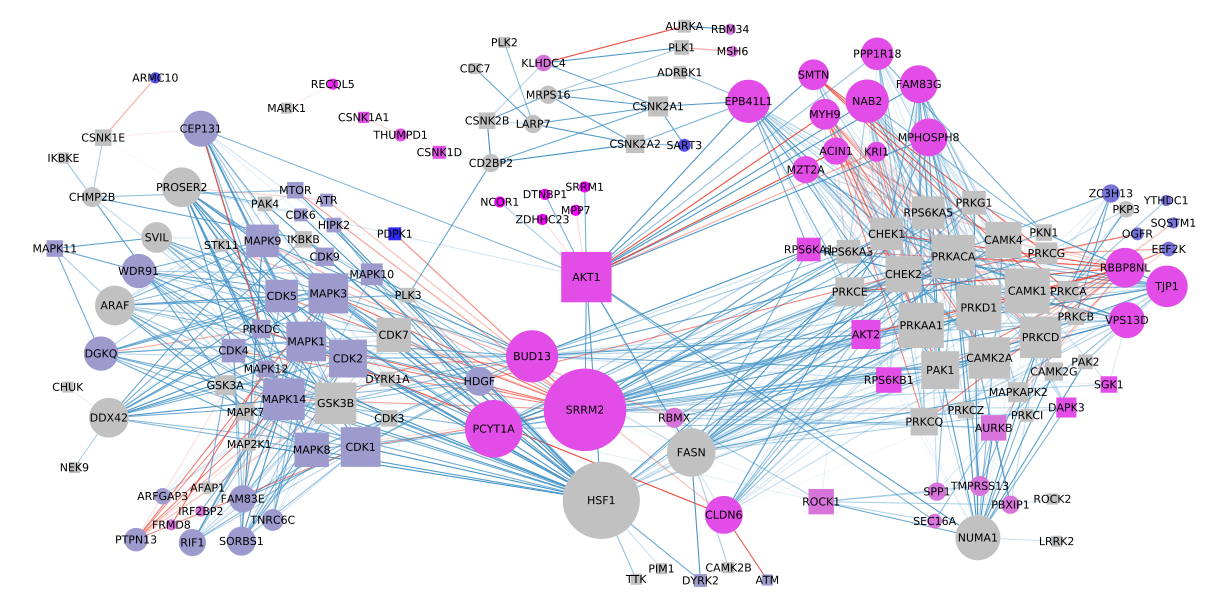 AURKA
RBM34
PLK2
PLK1
MSH6
PPP1R18
KLHDC4
CDC7
ADRBK1
SMTN
FAM83G
ARMC10
RECQL5
MRPS16
EPB41L1
NAB2
MARK1
CSNK2A1
MYH9
CSNK1A1
CSNK2B
LARP7
CEP131
THUMPD1
CSNK1E
MPHOSPH8
CSNK2A2
SART3
ACIN1
KRI1
CSNK1D
IKBKE
CD2BP2
MZT2A
PROSER2
MTOR
DTNBP1
SRRM1
CHMP2B
ATR
NCOR1
ZC3H13
YTHDC1
PAK4
PRKG1
PKP3
MPP7
RPS6KA5
CDK6
ZDHHC23
HIPK2
SQSTM1
SVIL
PDPK1
CHEK1
PKN1
OGFR
MAPK9
IKBKB
CAMK4
STK11
MAPK11
RPS6KA1
RPS6KA3
EEF2K
PRKCG
CDK9
PRKACA
WDR91
RBBP8NL
MAPK10
CHEK2
AKT1
TJP1
CAMK1
PRKCE
PRKCA
CDK5
MAPK3
PLK3
ARAF
PRKD1
PRKCB
VPS13D
PRKDC
CDK7
PRKAA1
AKT2
PRKCD
MAPK1
CDK4
DGKQ
BUD13
CDK2
CAMK2A
PAK2
MAPK12
PAK1
CAMK2G
DYRK1A
HDGF
RPS6KB1
SGK1
CHUK
GSK3A
MAPKAPK2
MAPK14
GSK3B
SRRM2
DAPK3
MAPK7
PRKCZ
PRKCI
DDX42
CDK3
RBMX
PRKCQ
AURKB
PCYT1A
MAP2K1
CDK1
MAPK8
FASN
NEK9
AFAP1
TMPRSS13
ARFGAP3
FAM83E
SPP1
HSF1
ROCK1
ROCK2
PBXIP1
IRF2BP2
CLDN6
TNRC6C
SEC16A
FRMD8
PTPN13
RIF1
SORBS1
NUMA1
LRRK2
PIM1
CAMK2B
TTK
DYRK2
ATM